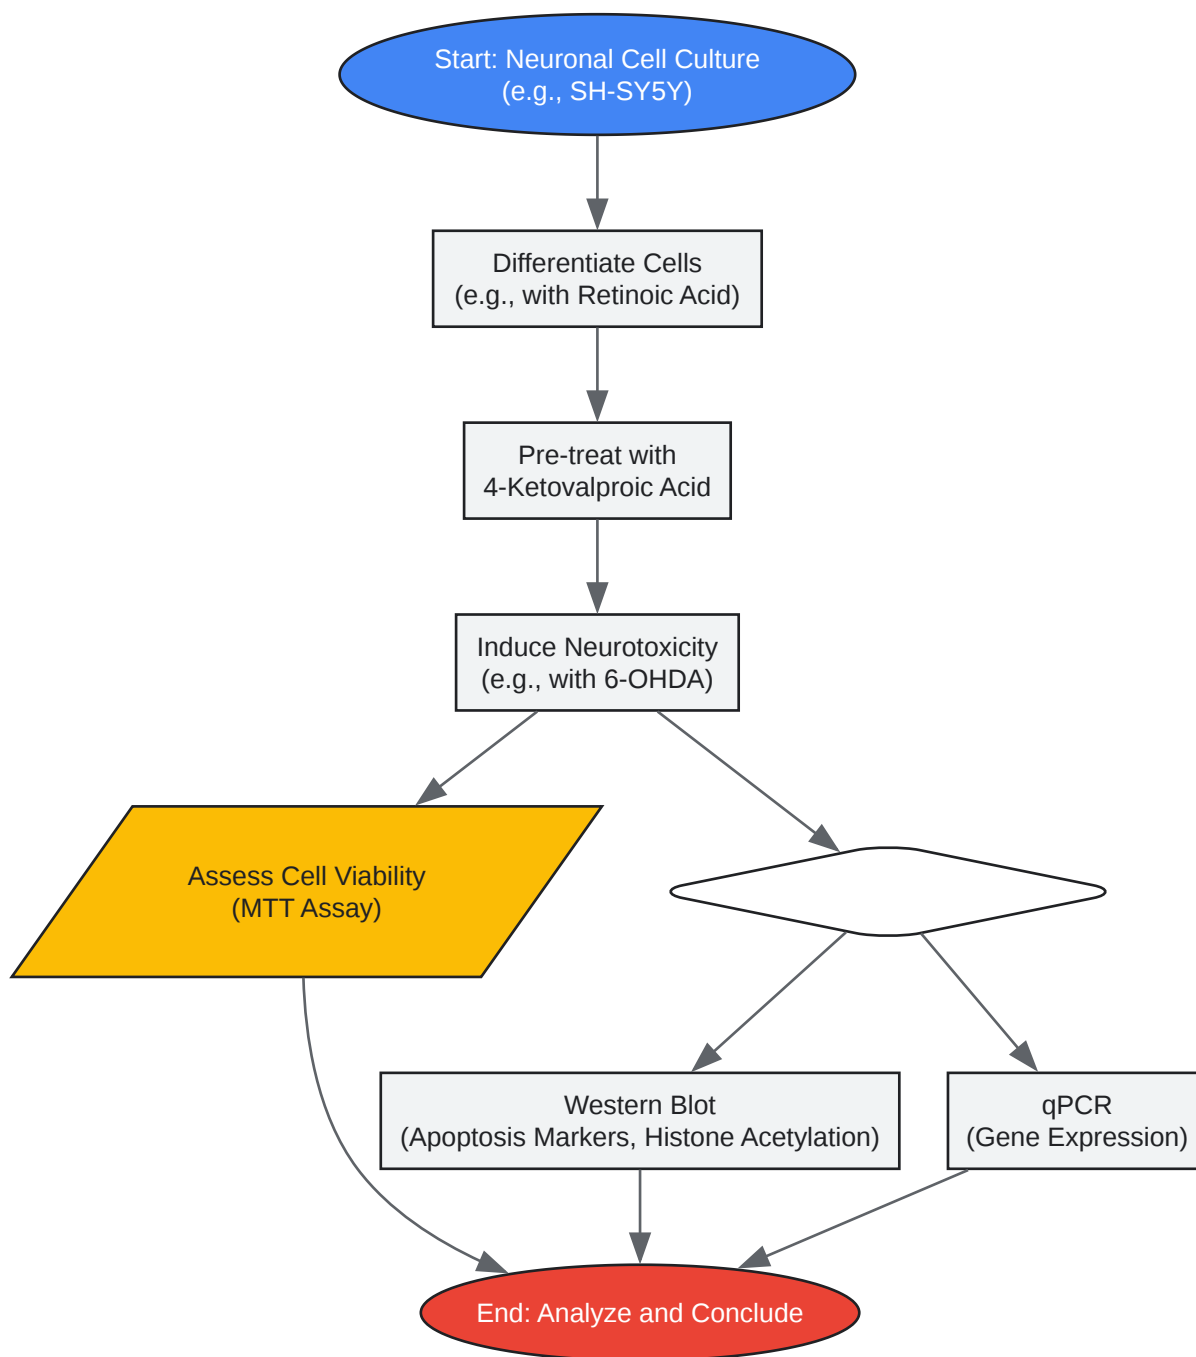 Start: Neuronal Cell Culture
(e.g., SH-SY5Y)
Differentiate Cells
(e.g., with Retinoic Acid)
Pre-treat with
4-Ketovalproic Acid
Induce Neurotoxicity
(e.g., with 6-OHDA)
Assess Cell Viability
(MTT Assay)
Western Blot
(Apoptosis Markers, Histone Acetylation)
qPCR
(Gene Expression)
End: Analyze and Conclude